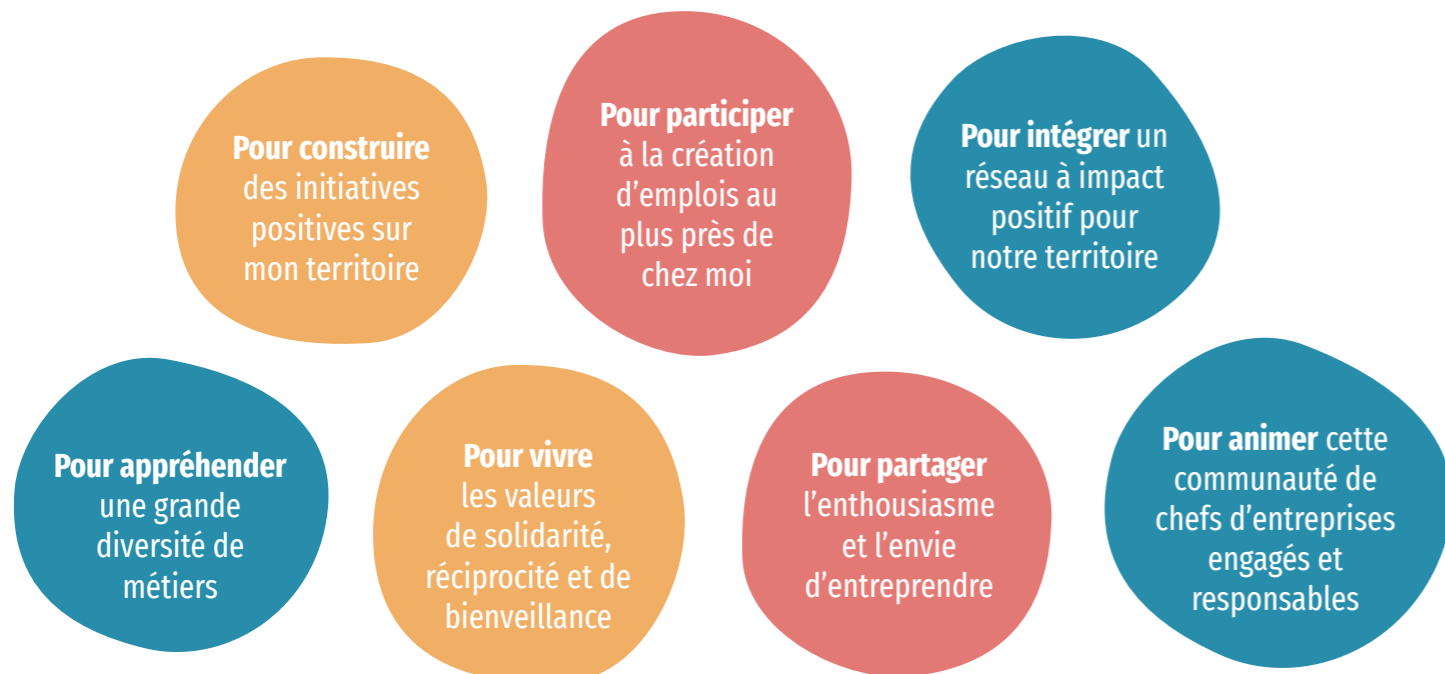 Pour construire
des initiatives
positives sur
mon territoire
Pour participer
à la création
d’emplois au
plus près de
chez moi
Pour intégrer un
réseau à impact
positif pour
notre territoire
Pour appréhender
une grande
diversité de
métiers
Pour vivre
les valeurs
de solidarité,
réciprocité et de
bienveillance
Pour partager
l’enthousiasme
et l’envie
d’entreprendre
Pour animer cette
communauté de
chefs d’entreprises
engagés et
responsables